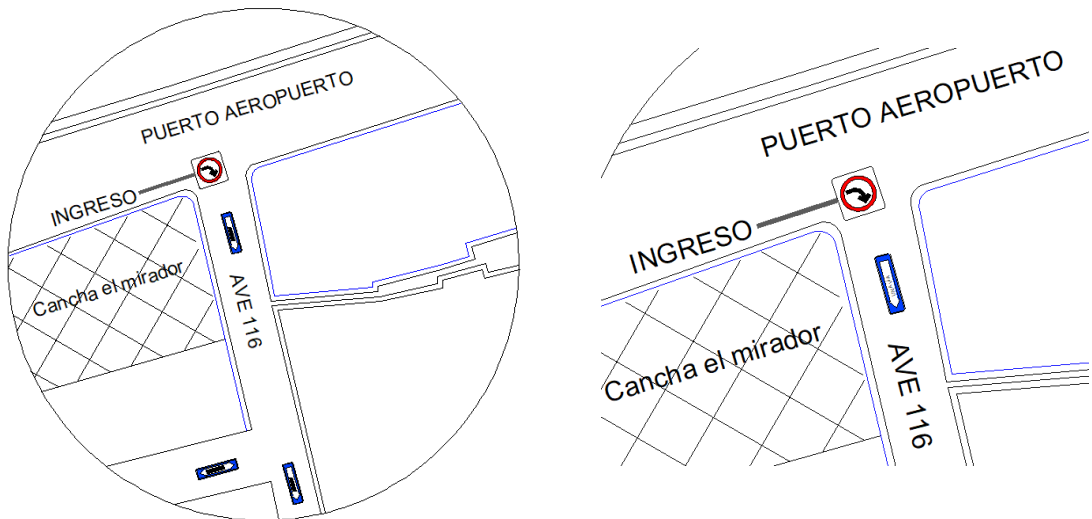 PUERTO AEROPUERTO
INGRESO
Cancha el mirador
AVE 116
PUERTO AEROPUERTO
INGRESO
Cancha el mirador
AVE 116